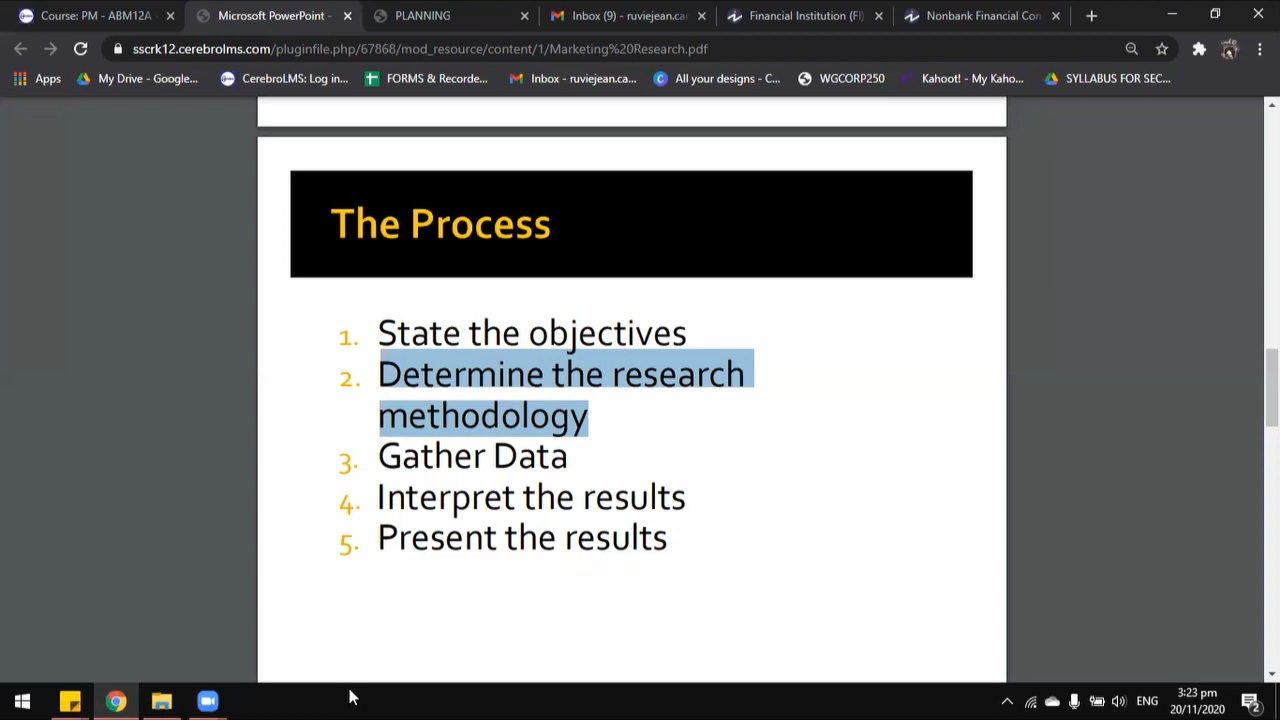 Course: PM - ABM12A
Microsoft PowerPoint -
PLANNING
Inbox (9) - ruviejean.ca
Financial Institution (FI)
Nonbank Financial Con
sscrk12.cerebrolms.com/pluginfile.php/67868/mod_resource/content/1/Marketing%20Research.pdf
Apps
My Drive - Google...
CerebroLMS: Log in...
FORMS & Recorde...
Inbox - ruviejean.ca...
All your designs - C...
WGCORP250
Kahoot! - My Kaho...
SYLLABUS FOR SEC...
The Process
1. State the objectives
2. Determine the research
methodology
3. Gather Data
4. Interpret the results
5. Present the results
ENG
3:23 pm
20/11/2020
2